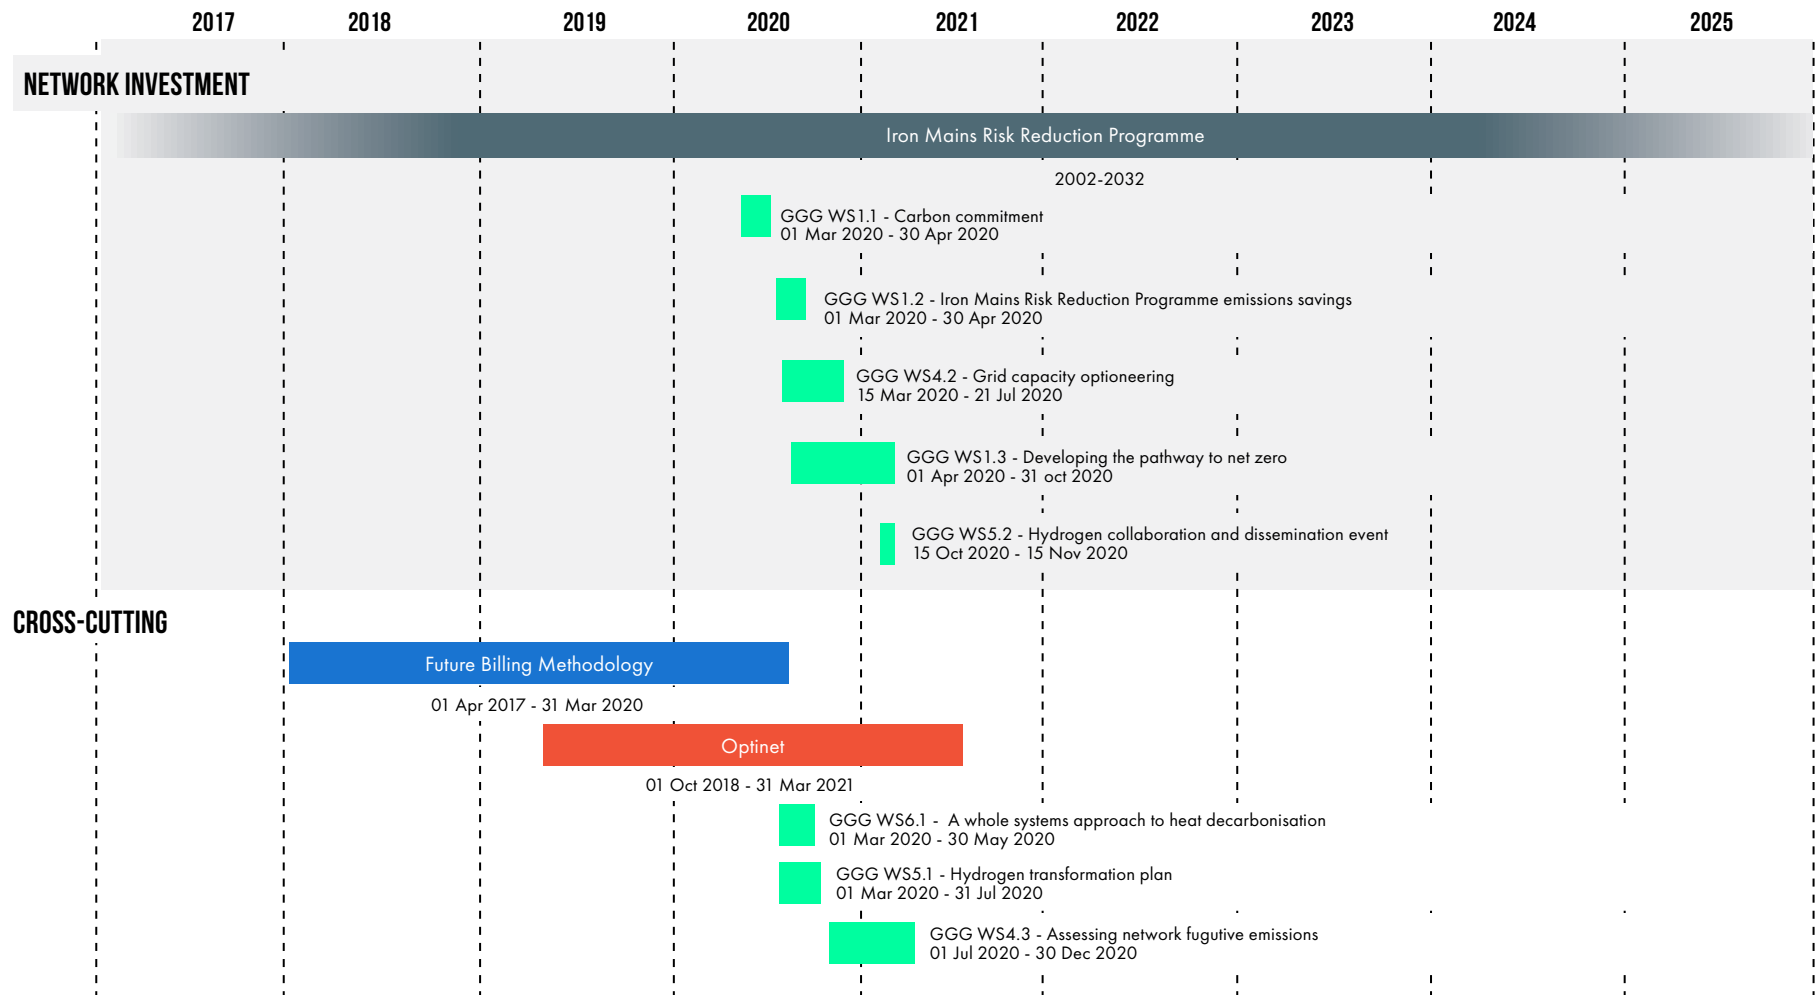 2017 2018 2019 2020 2021 2022 2023 2024 2025
NETWORK INVESTMENT
Iron Mains Risk Reduction Programme
2002-2032
GGG WS1.1 - Carbon commitment
01 Mar 2020 - 30 Apr 2020
GGG WS1.2 - Iron Mains Risk Reduction Programme emissions savings
01 Mar 2020 - 30 Apr 2020
GGG WS4.2 - Grid capacity optioneering
15 Mar 2020 - 21 Jul 2020
GGG WS1.3 - Developing the pathway to net zero
01 Apr 2020 - 31 oct 2020
GGG WS5.2 - Hydrogen collaboration and dissemination event
15 Oct 2020 - 15 Nov 2020
CROSS-CUTTING
Future Billing Methodology
01 Apr 2017 - 31 Mar 2020
Optinet
01 Oct 2018 - 31 Mar 2021
GGG WS6.1 - A whole systems approach to heat decarbonisation
01 Mar 2020 - 30 May 2020
GGG WS5.1 - Hydrogen transformation plan
01 Mar 2020 - 31 Jul 2020
GGG WS4.3 - Assessing network fugutive emissions
01 Jul 2020 - 30 Dec 2020